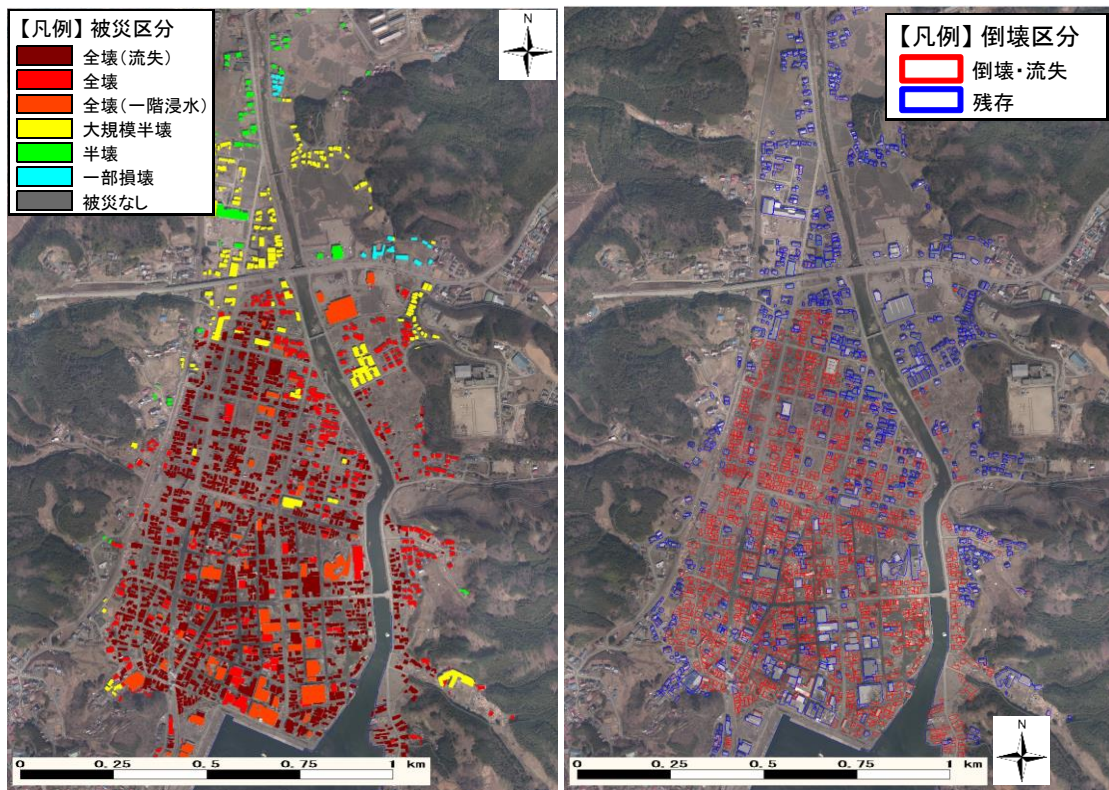 【凡例】被災区分
全壊(流失)
全壊
全壊(一階浸水)
大規模半壊
半壊
一部損壊
被災なし
N
0 0.25 0.5 0.75 1 km
【凡例】倒壊区分
倒壊・流失
残存
N
0 0.25 0.5 0.75 1 km